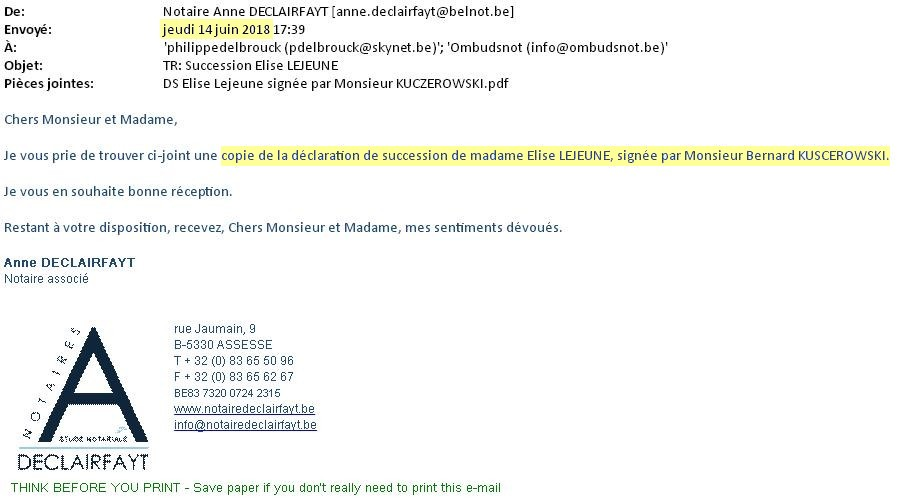 De: Notaire Anne DECLAIRFAYT [anne.declairfayt@belnot.be]
Envoyé: jeudi 14 juin 2018 17:39
À: 'philippedelbrouck (pdelbrouck@skynet.be)'; 'Ombudsnot (info@ombudsnot.be)'
Objet: TR: Succession Elise LEJEUNE
Pièces jointes: DS Elise Lejeune signée par Monsieur KUCZEROWSKI.pdf
Chers Monsieur et Madame,
Je vous prie de trouver ci-joint une copie de la déclaration de succession de madame Elise LEJEUNE, signée par Monsieur Bernard KUSCEROWSKI.
Je vous en souhaite bonne réception.
Restant à votre disposition, recevez, Chers Monsieur et Madame, mes sentiments dévoués.
Anne DECLAIRFAYT
Notaire associé
NOTAIRES
A
ETUDE NOTARIALE
DECLAIRFAYT
rue Jaumain, 9
B-5330 ASSESSE
T + 32 (0) 83 65 50 96
F + 32 (0) 83 65 62 67
BE83 7320 0724 2315
www.notairedeclairfayt.be
info@notairedeclairfayt.be
THINK BEFORE YOU PRINT - Save paper if you don't really need to print this e-mail